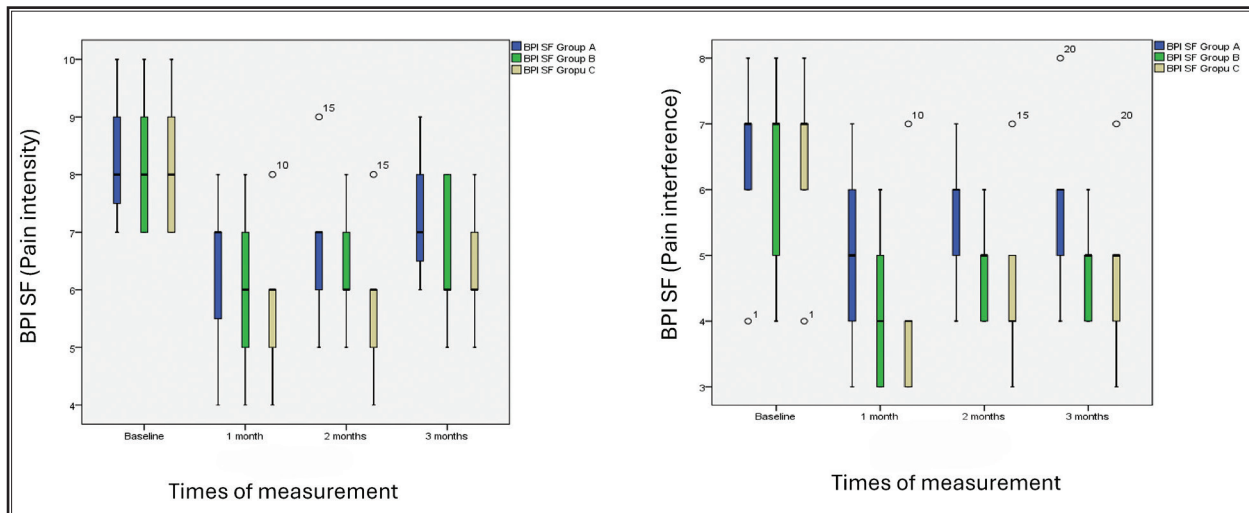 BPI SF Group A
BPI SF Group B
BPI SF Gropu C
BPI SF (Pain intensity)
10
9
8
7
6
5
4
15
10
15
Baseline
1 month
2 months
3 months
Times of measurement
BPI SF Group A
BPI SF Group B
BPI SF Gropu C
BPI SF (Pain interference)
8
7
6
5
4
3
20
10
15
20
1
1
Baseline
1 month
2 months
3 months
Times of measurement